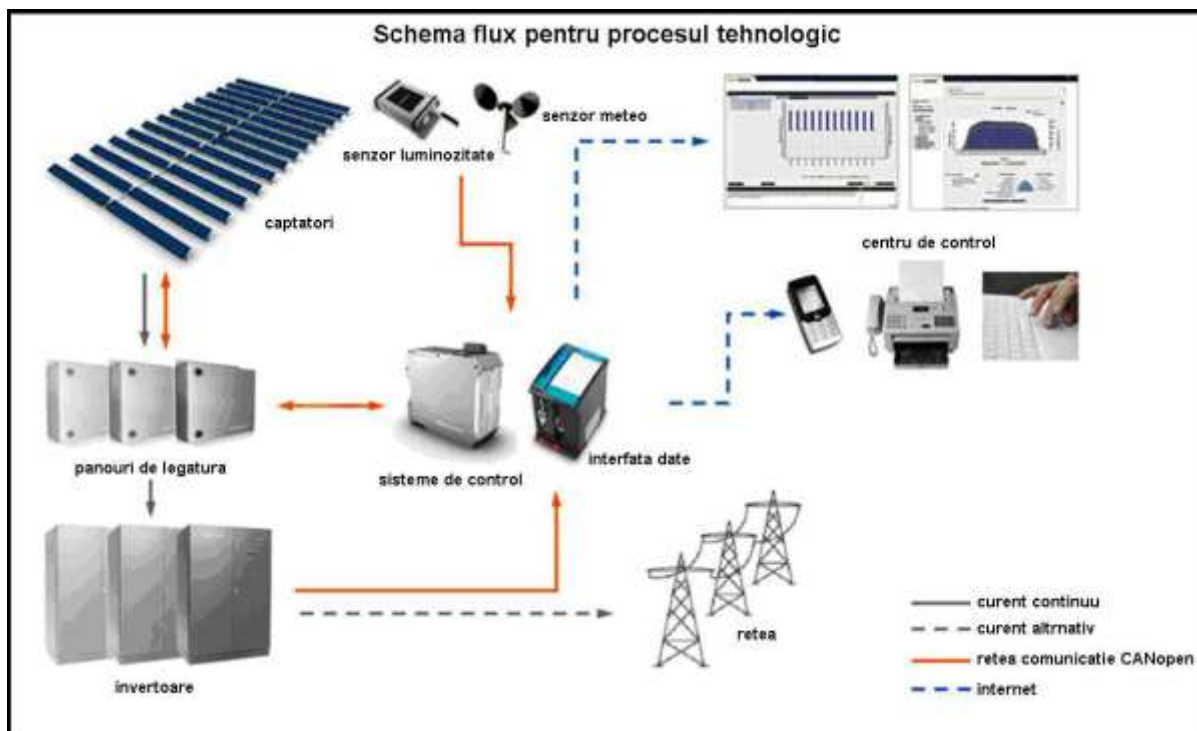 Schema flux pentru procesul tehnologic
senzor meteo
senzor luminozitate
captatori
centru de control
panouri de legatura
sisteme de control
interfata date
retea
invertoare
curent continuu
curent altrnativ
retea comunicatie CANopen
internet